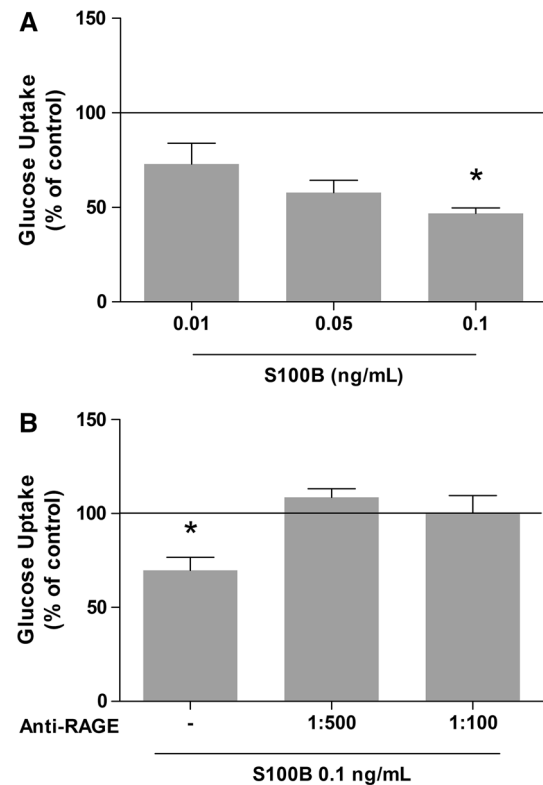 A
150
100
50
0
Glucose Uptake
(% of control)
*
0.01 0.05 0.1
S100B (ng/mL)
B
150
100
50
0
Glucose Uptake
(% of control)
*
Anti-RAGE - 1:500 1:100
S100B 0.1 ng/mL